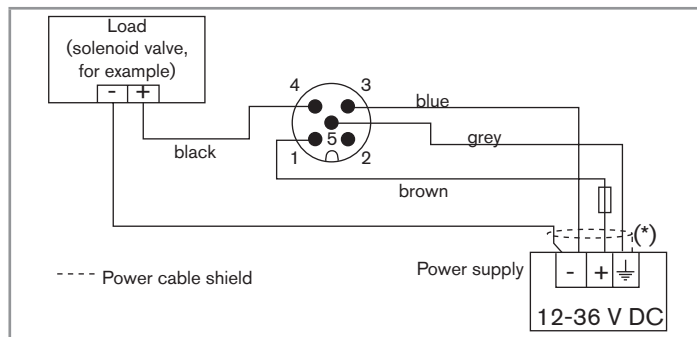 Load
(solenoid valve,
for example)
- +
4 3
blue
5
grey
black
1 2
brown
(*)
Power cable shield
Power supply
- +
12-36 V DC